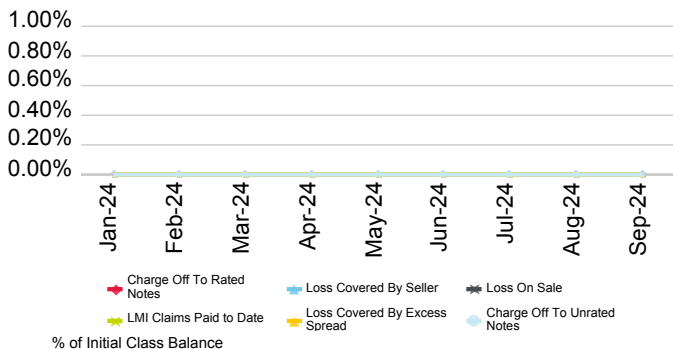 1.00%
0.80%
0.60%
0.40%
0.20%
0.00%
Jan-24
Feb-24
Mar-24
Apr-24
May-24
Jun-24
Jul-24
Aug-24
Sep-24
Charge Off To Rated
Notes
Loss Covered By Seller
Loss On Sale
LMI Claims Paid to Date
Loss Covered By Excess
Spread
Charge Off To Unrated
Notes
% of Initial Class Balance